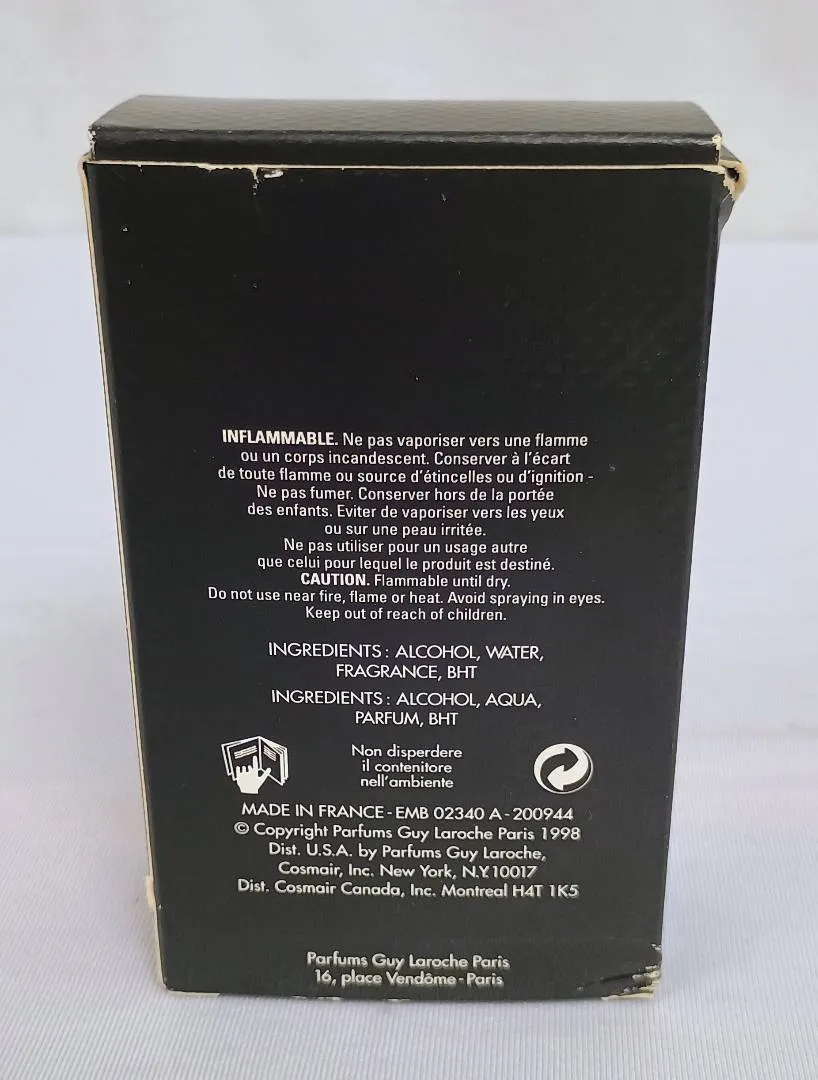 INFLAMMABLE. Ne pas vaporiser vers une flamme
ou un corps incandescent. Conserver à l'écart
de toute flamme ou source d'étincelles ou d'ignition -
Ne pas fumer. Conserver hors de la portée
des enfants. Eviter de vaporiser vers les yeux
ou sur une peau irritée.
Ne pas utiliser pour un usage autre
que celui pour lequel le produit est destiné.
CAUTION. Flammable until dry.
Do not use near fire, flame or heat. Avoid spraying in eyes.
Keep out of reach of children.
INGREDIENTS : ALCOHOL, WATER,
FRAGRANCE, BHT
INGREDIENTS : ALCOHOL, AQUA,
PARFUM, BHT
Non disperdere
il contenitore
nell'ambiente
MADE IN FRANCE - EMB 02340 A - 200944
© Copyright Parfums Guy Laroche Paris 1998
Dist. U.S.A. by Parfums Guy Laroche,
Cosmair, Inc. New York, N.Y.10017
Dist. Cosmair Canada, Inc. Montreal H4T 1K5
Parfums Guy Laroche Paris
16, place Vendôme - Paris